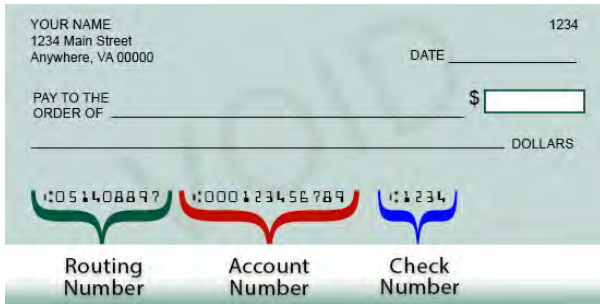 YOUR NAME 1234
1234 Main Street
Anywhere, VA 00000 DATE
PAY TO THE
ORDER OF $
DOLLARS
VOID
⑆051408897 ⑆000123456789 ⑆1234
Routing Account Check
Number Number Number